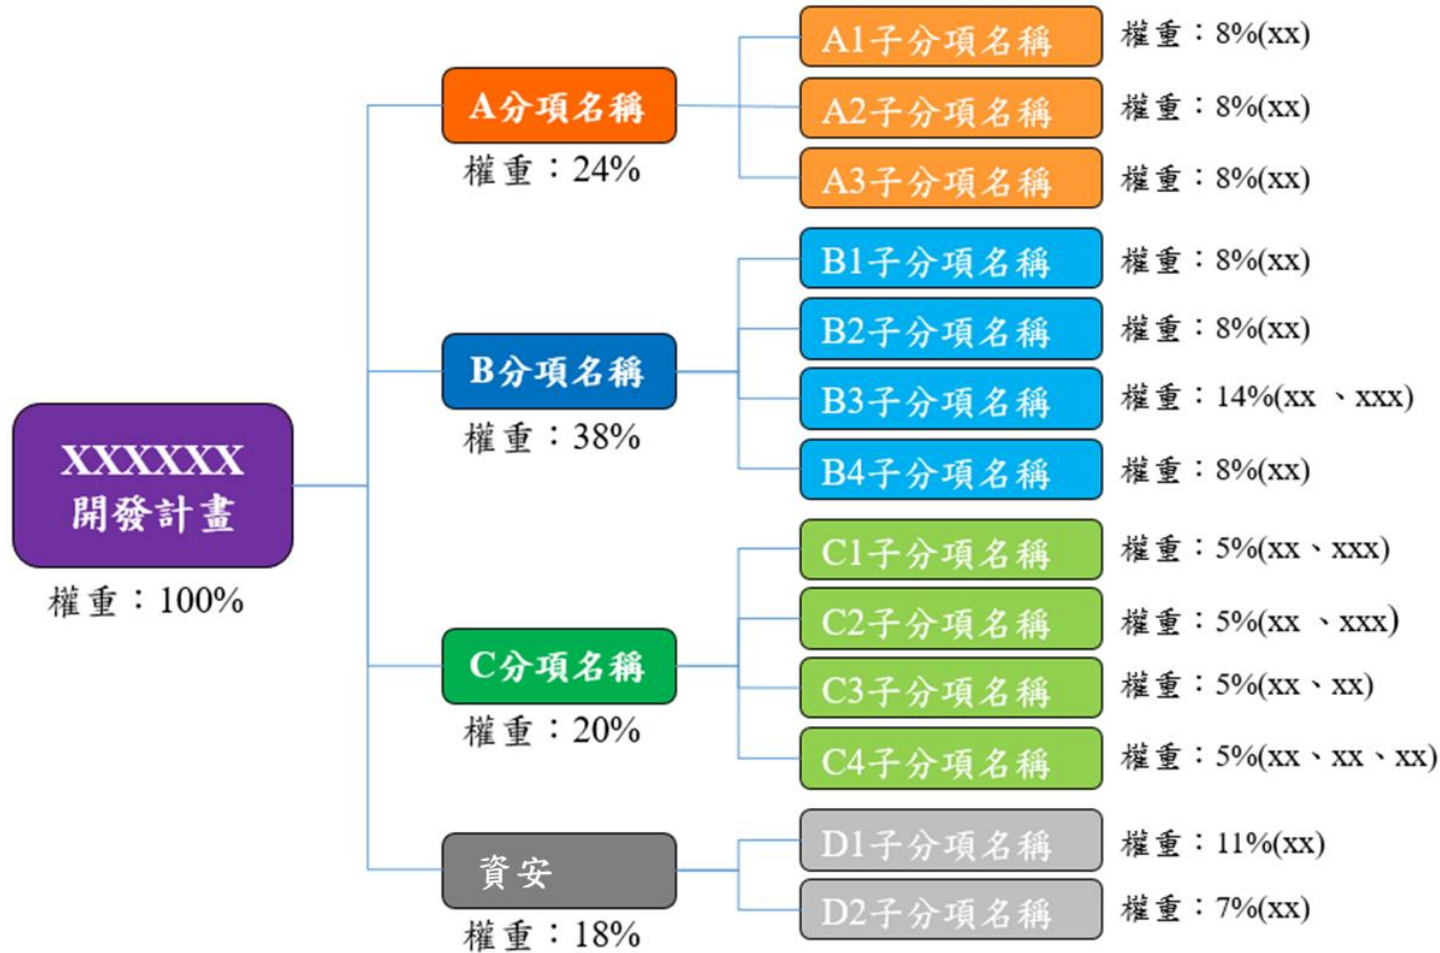 XXXXXX
開發計畫
權重：100%
A分項名稱
權重：24%
A1子分項名稱
權重：8%(xx)
A2子分項名稱
權重：8%(xx)
A3子分項名稱
權重：8%(xx)
B分項名稱
權重：38%
B1子分項名稱
權重：8%(xx)
B2子分項名稱
權重：8%(xx)
B3子分項名稱
權重：14%(xx 、xxx)
B4子分項名稱
權重：8%(xx)
C分項名稱
權重：20%
C1子分項名稱
權重：5%(xx、xxx)
C2子分項名稱
權重：5%(xx 、xxx)
C3子分項名稱
權重：5%(xx、xx)
C4子分項名稱
權重：5%(xx、xx、xx)
資安
權重：18%
D1子分項名稱
權重：11%(xx)
D2子分項名稱
權重：7%(xx)